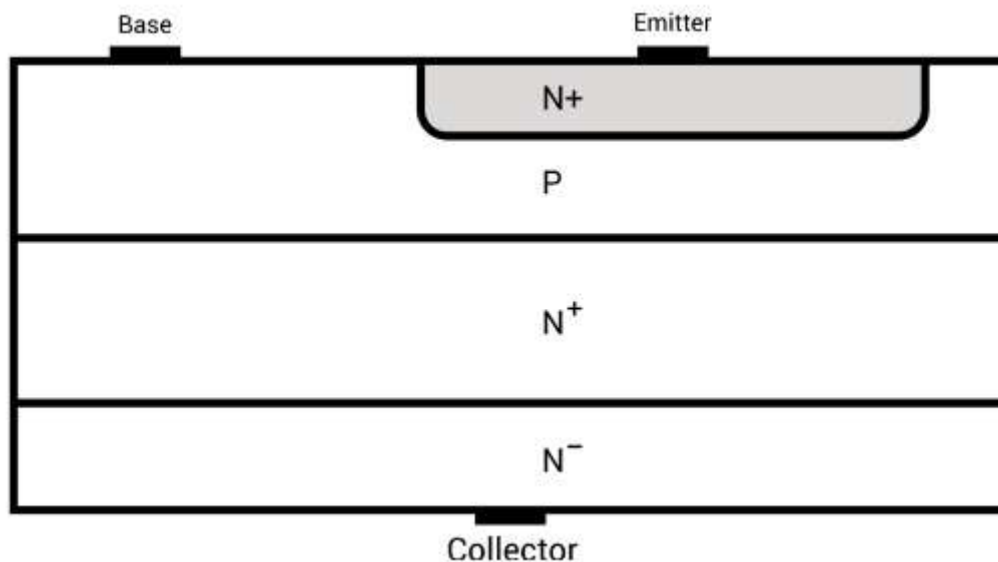 Base
Emitter
N+
P
N⁺
N⁻
Collector